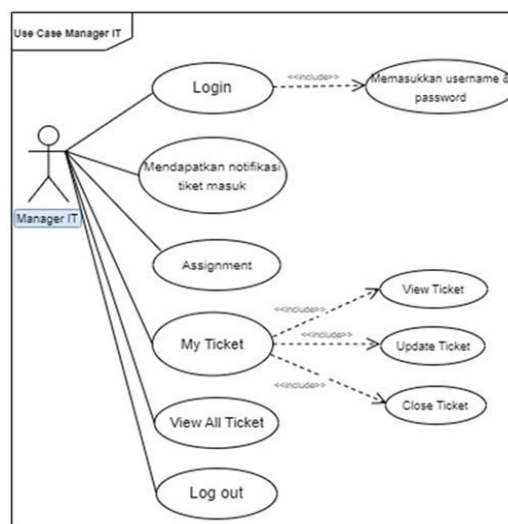 Use Case Manager IT
Login
<<include>>
Memasukkan username &
password
Mendapatkan notifikasi
tiket masuk
Manager IT
Assignment
View Ticket
<<include>>
My Ticket
<<include>>
Update Ticket
<<include>>
Close Ticket
View All Ticket
Log out